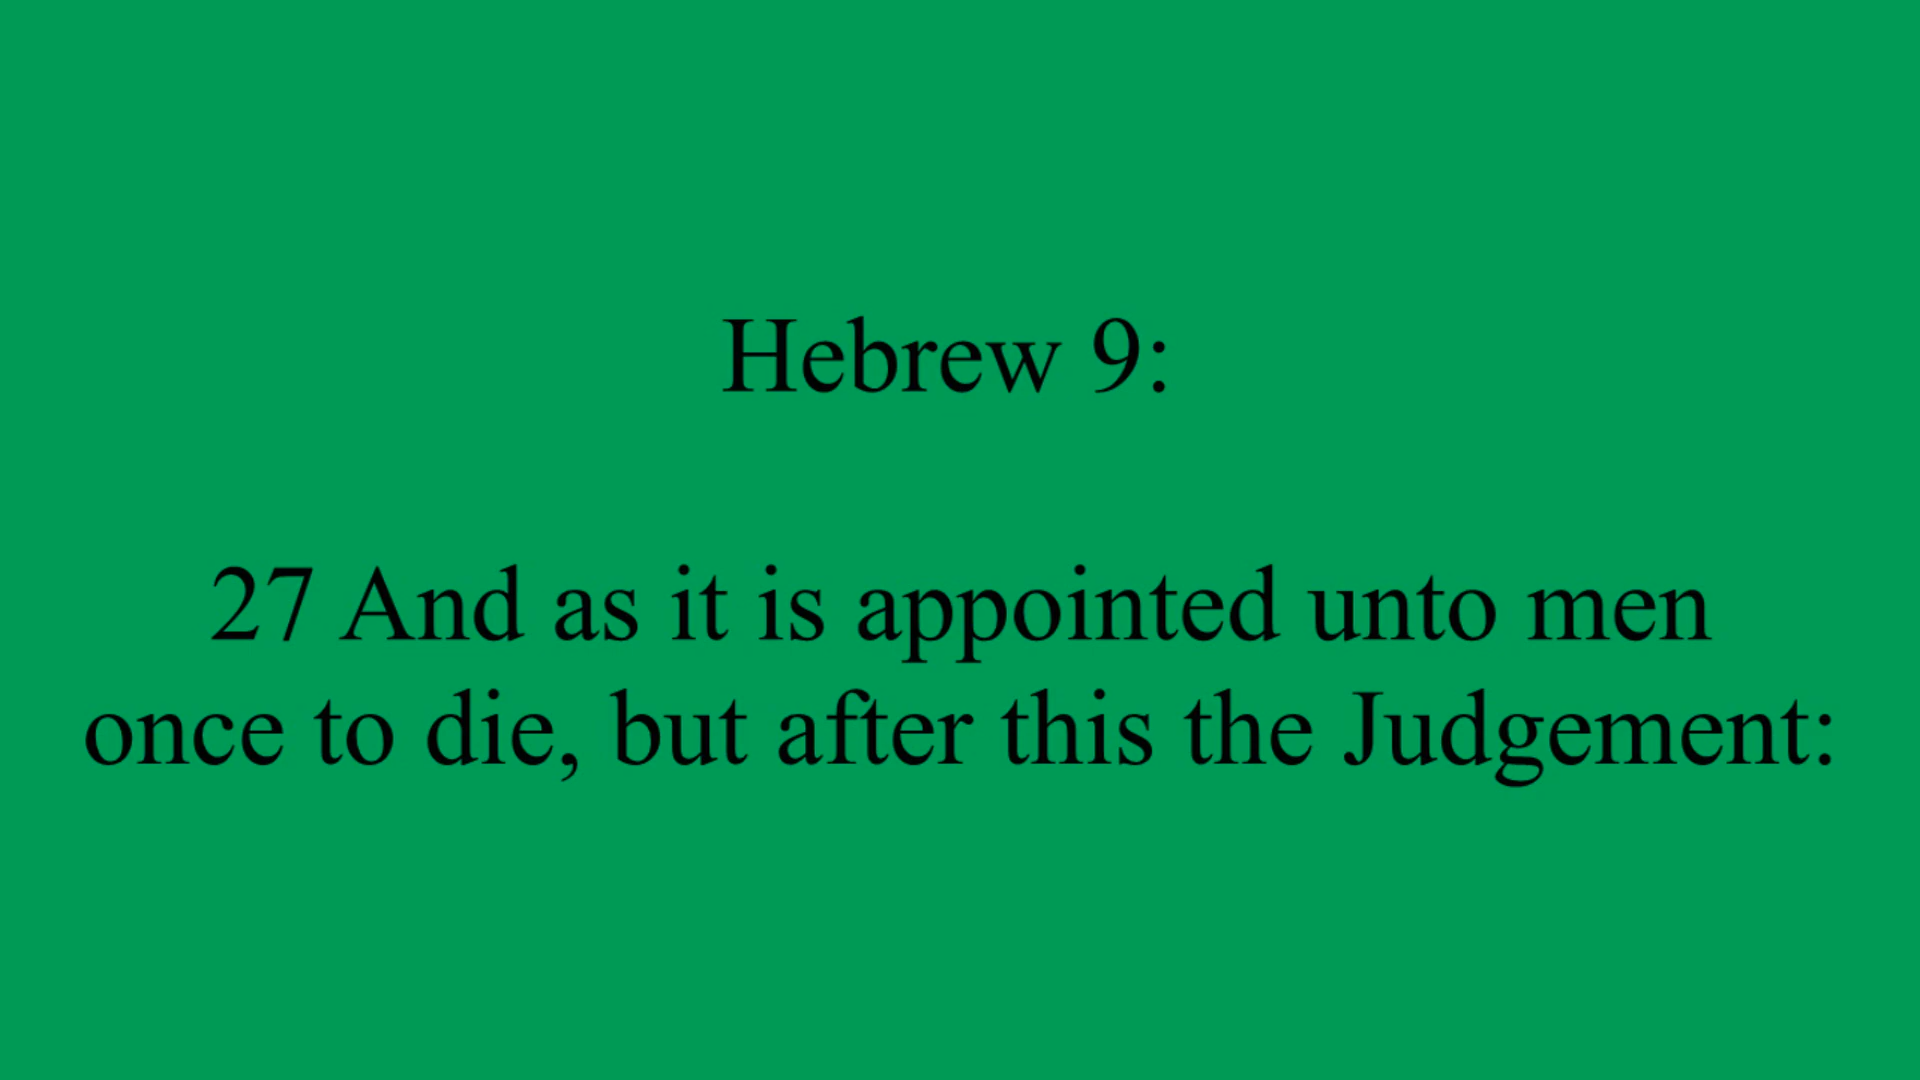 Hebrew 9:
27 And as it is appointed unto men
once to die, but after this the Judgement: